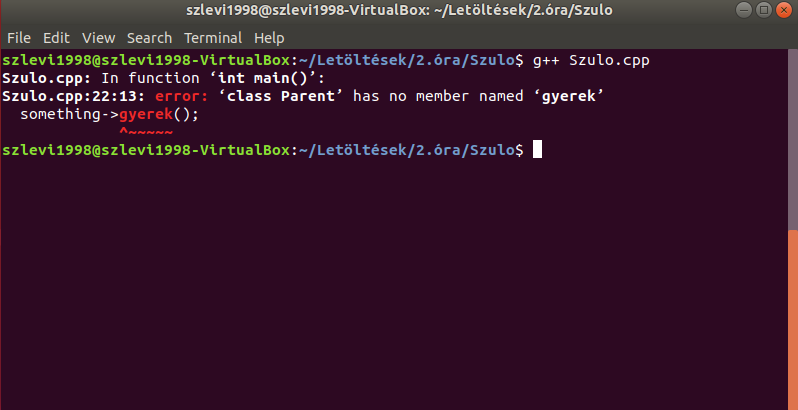 szlevi1998@szlevi1998-VirtualBox: ~/Letöltések/2.óra/Szulo
File Edit View Search Terminal Help
szlevi1998@szlevi1998-VirtualBox:~/Letöltések/2.óra/Szulo$ g++ Szulo.cpp
Szulo.cpp: In function ‘int main()’:
Szulo.cpp:22:13: error: ‘class Parent’ has no member named ‘gyerek’
something->gyerek();
^~~~~~
szlevi1998@szlevi1998-VirtualBox:~/Letöltések/2.óra/Szulo$